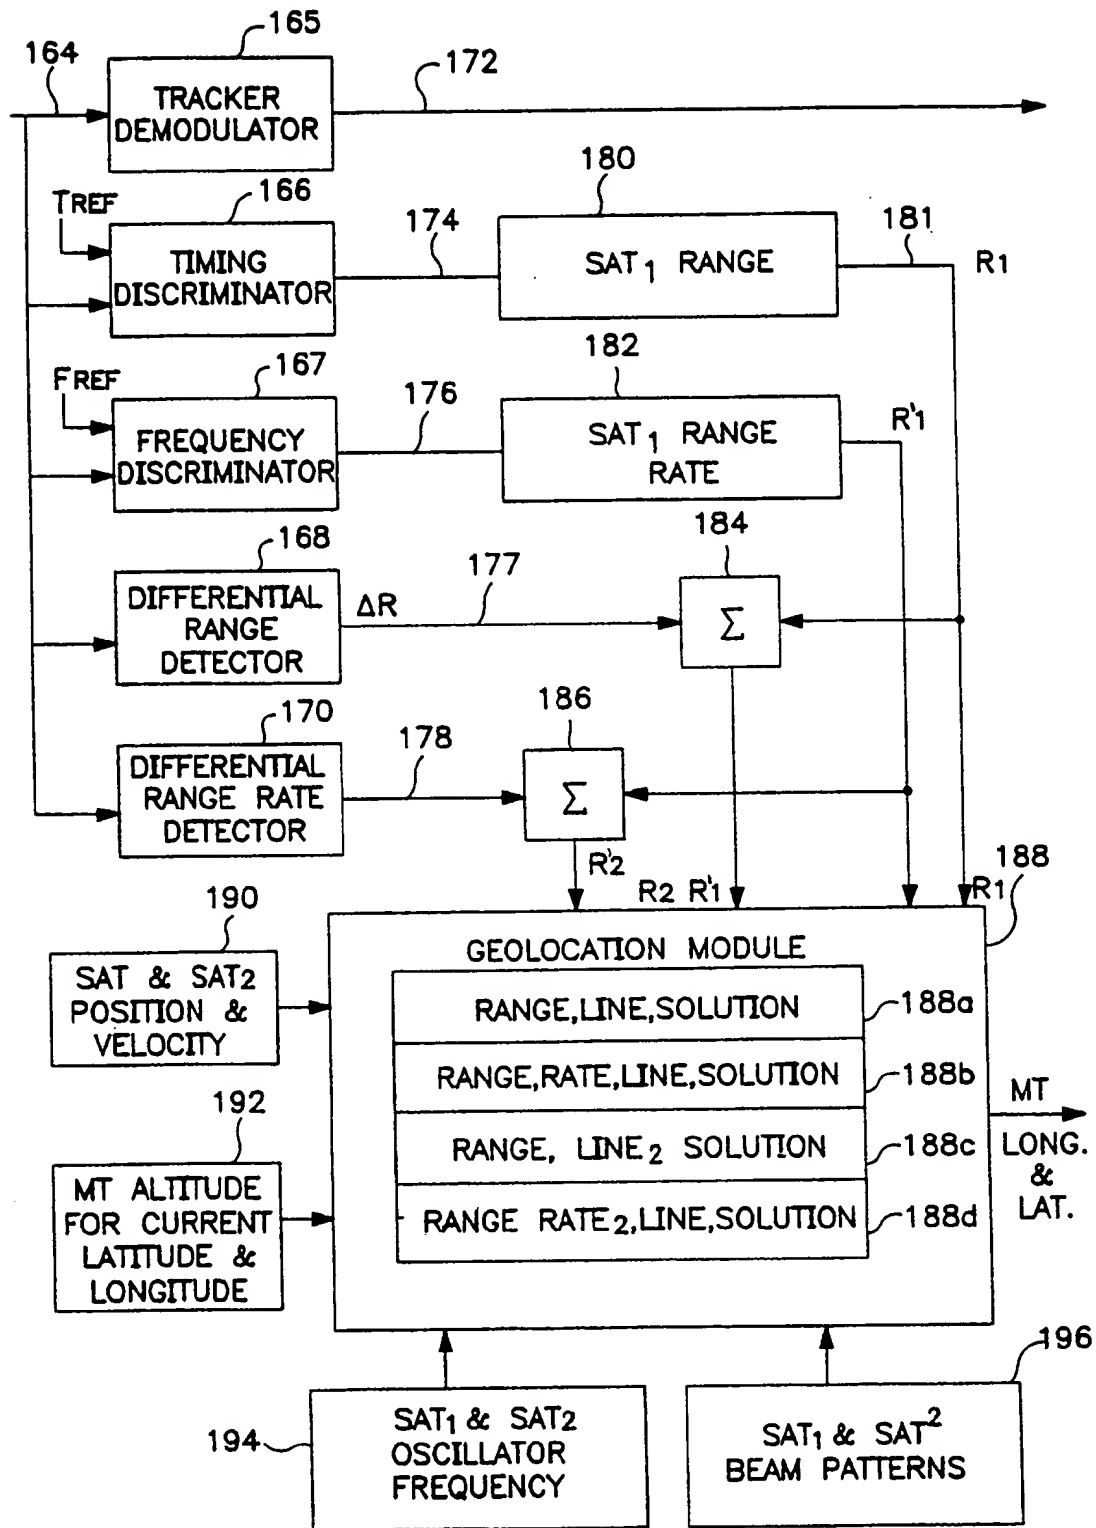 165
164
172
TRACKER
DEMODULATOR
TREF
166
174
180
181
TIMING
DISCRIMINATOR
SAT1 RANGE
R1
FREF
167
176
182
R'1
FREQUENCY
DISCRIMINATOR
SAT1 RANGE
RATE
168
177
184
DIFFERENTIAL
RANGE
DETECTOR
ΔR
Σ
170
178
186
DIFFERENTIAL
RANGE RATE
DETECTOR
Σ
R'2
R2 R'1
R1
188
190
SAT & SAT2
POSITION &
VELOCITY
GEOLOCATION MODULE
RANGE,LINE,SOLUTION
188a
RANGE,RATE,LINE,SOLUTION
188b
RANGE, LINE2 SOLUTION
188c
RANGE RATE2,LINE,SOLUTION
188d
MT
LONG.
&
LAT.
192
MT ALTITUDE
FOR CURRENT
LATITUDE &
LONGITUDE
194
SAT1 & SAT2
OSCILLATOR
FREQUENCY
196
SAT1 & SAT2
BEAM PATTERNS